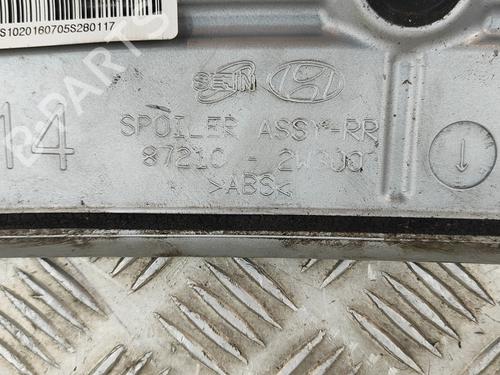 S1020160705S280117
SEJIN
14
SPOILER ASSY-RR
87210 - 2W300
>ABS<
B-Parts